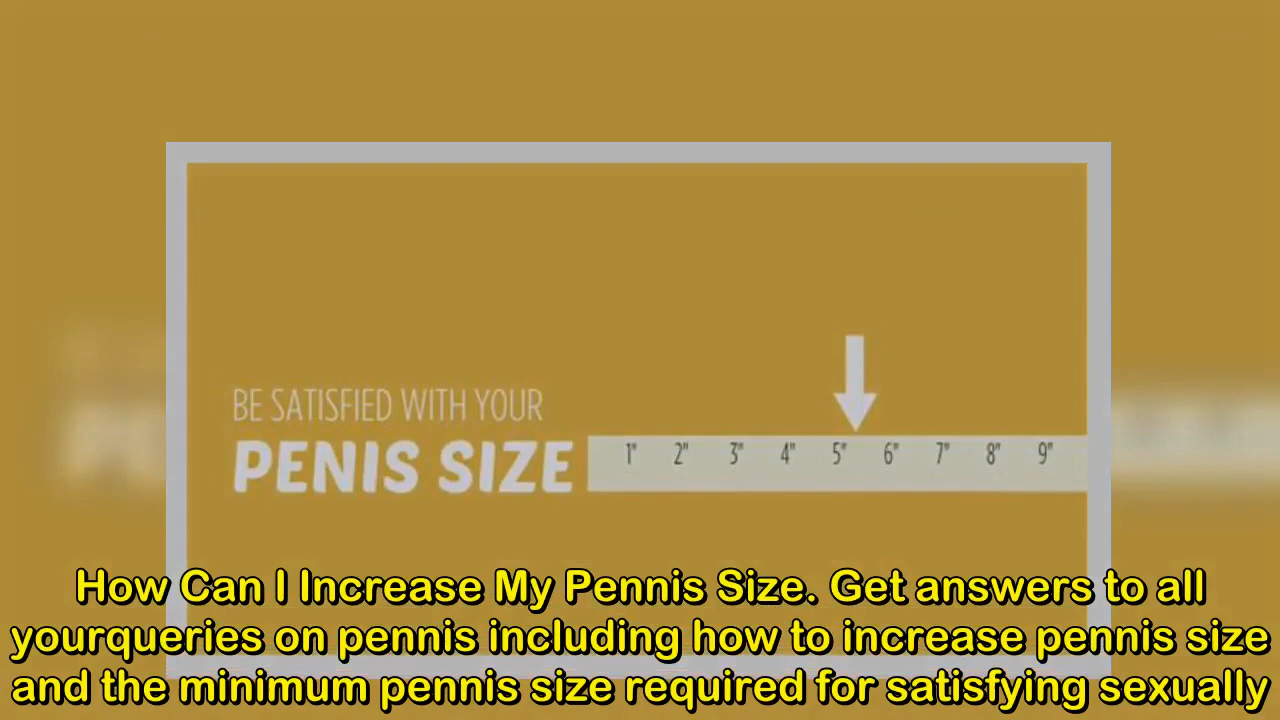 BE SATISFIED WITH YOUR
PENIS SIZE
1" 2" 3" 4" 5" 6" 7" 8" 9"
How Can I Increase My Pennis Size. Get answers to all
yourqueries on pennis including how to increase pennis size
and the minimum pennis size required for satisfying sexually